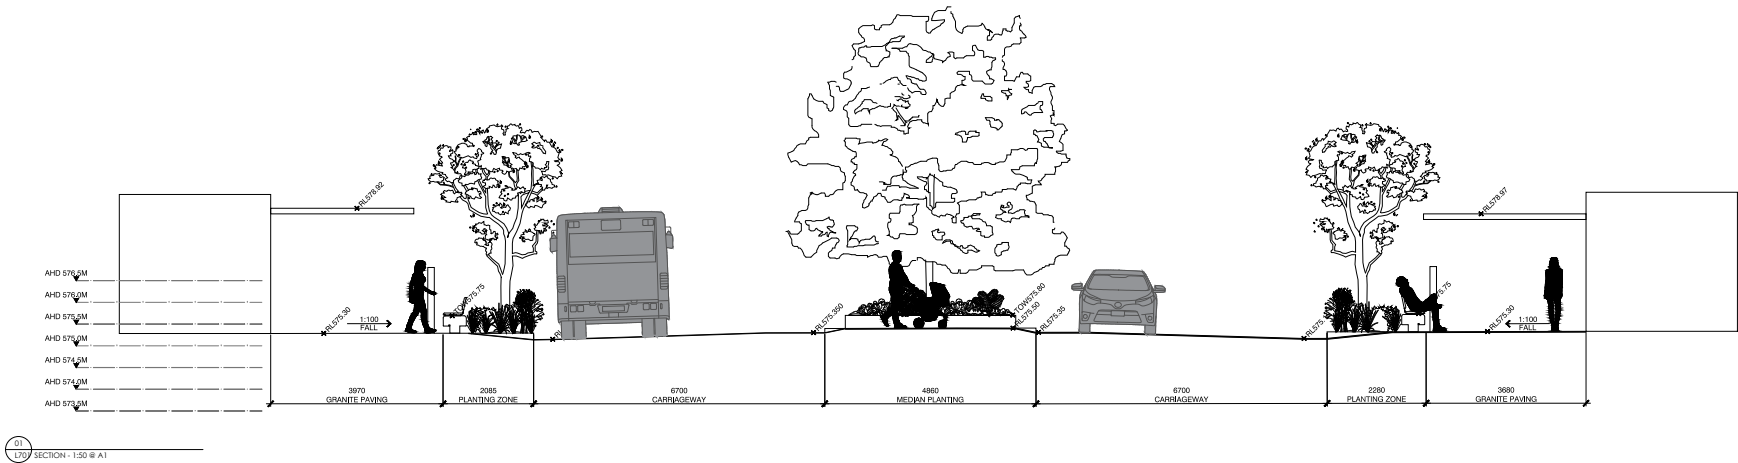 RL578.92
RL578.97
AHD 576.5M
AHD 576.0M
AHD 575.5M
AHD 575.0M
AHD 574.5M
AHD 574.0M
AHD 573.5M
RL575.30
1:100
FALL
TOW575.75
RL575.350
TOW575.80
RL575.50
RL575.35
RL575.
RL575.30
1:100
FALL
3970
GRANITE PAVING
2085
PLANTING ZONE
6700
CARRIAGEWAY
4860
MEDIAN PLANTING
6700
CARRIAGEWAY
2280
PLANTING ZONE
3680
GRANITE PAVING
01
L701 SECTION - 1:50 @ A1